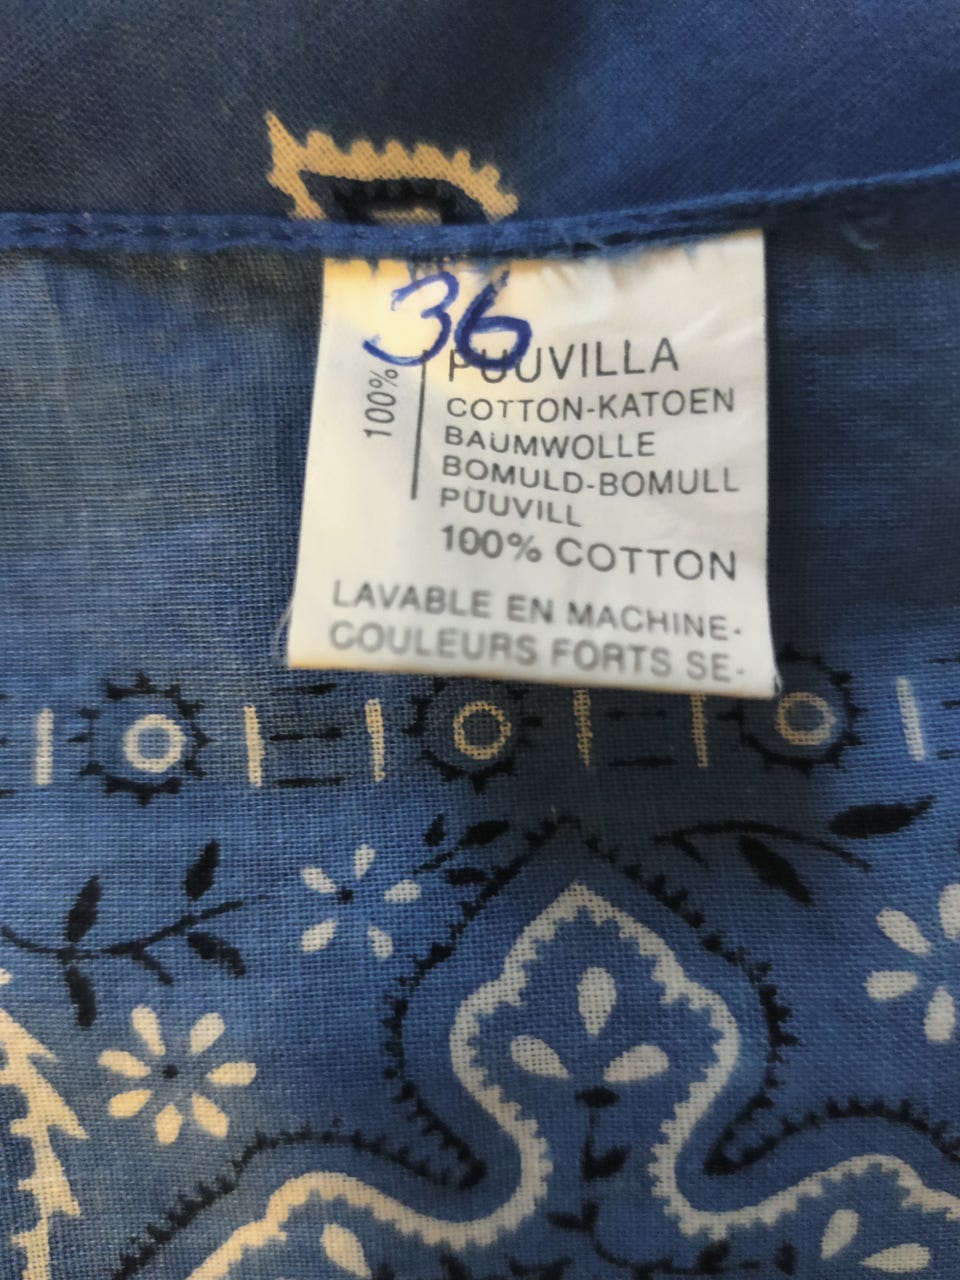 36
100%
PUUVILLA
COTTON-KATOEN
BAUMWOLLE
BOMULD-BOMULL
PUUVILL
100% COTTON
LAVABLE EN MACHINE-
COULEURS FORTS SE-